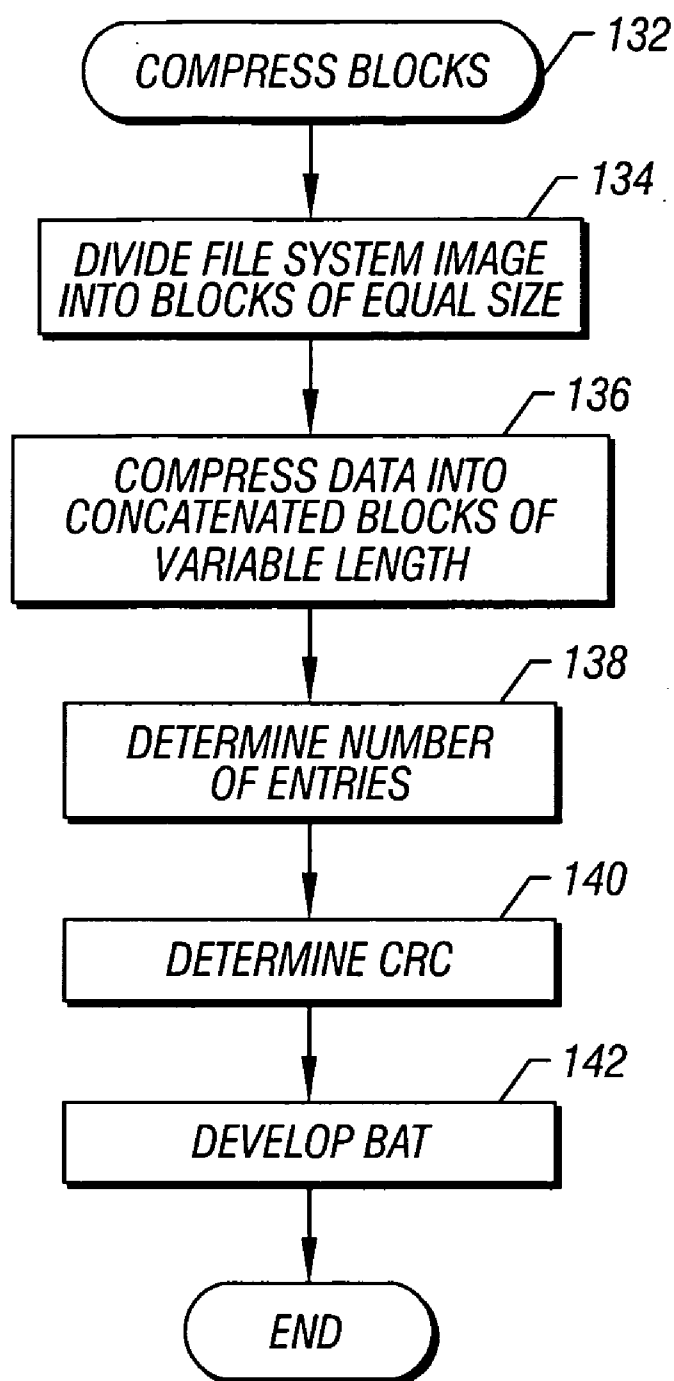 132
COMPRESS BLOCKS
134
DIVIDE FILE SYSTEM IMAGE
INTO BLOCKS OF EQUAL SIZE
136
COMPRESS DATA INTO
CONCATENATED BLOCKS OF
VARIABLE LENGTH
138
DETERMINE NUMBER
OF ENTRIES
140
DETERMINE CRC
142
DEVELOP BAT
END